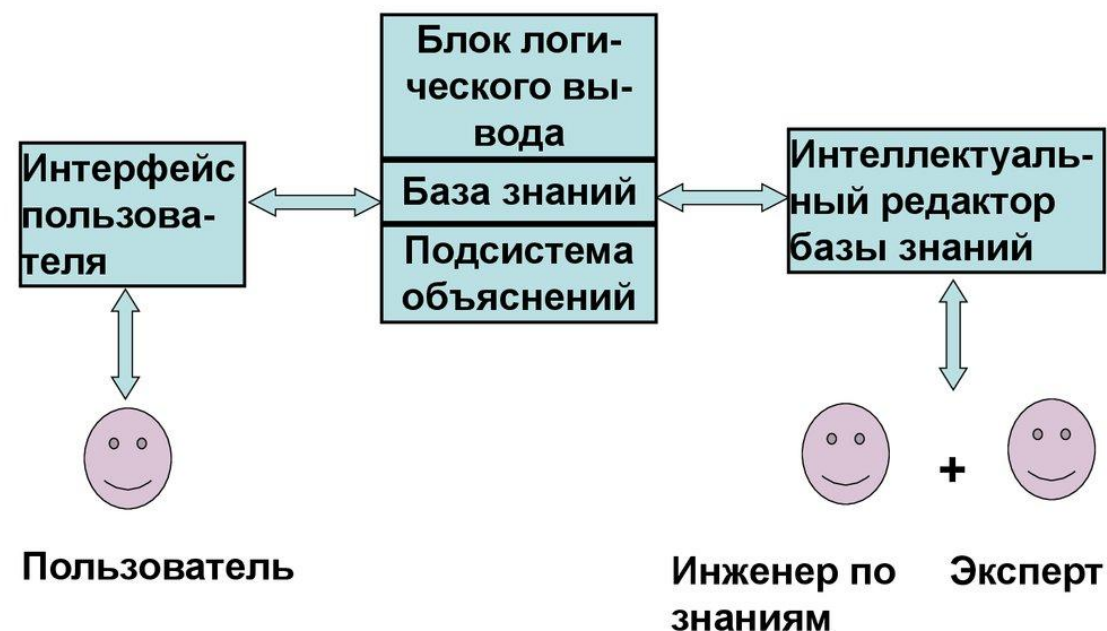 Блок логи-
ческого вы-
вода
Интерфейс
пользова-
теля
База знаний
Подсистема
объяснений
Интеллектуаль-
ный редактор
базы знаний
+
Пользователь
Инженер по
знаниям
Эксперт